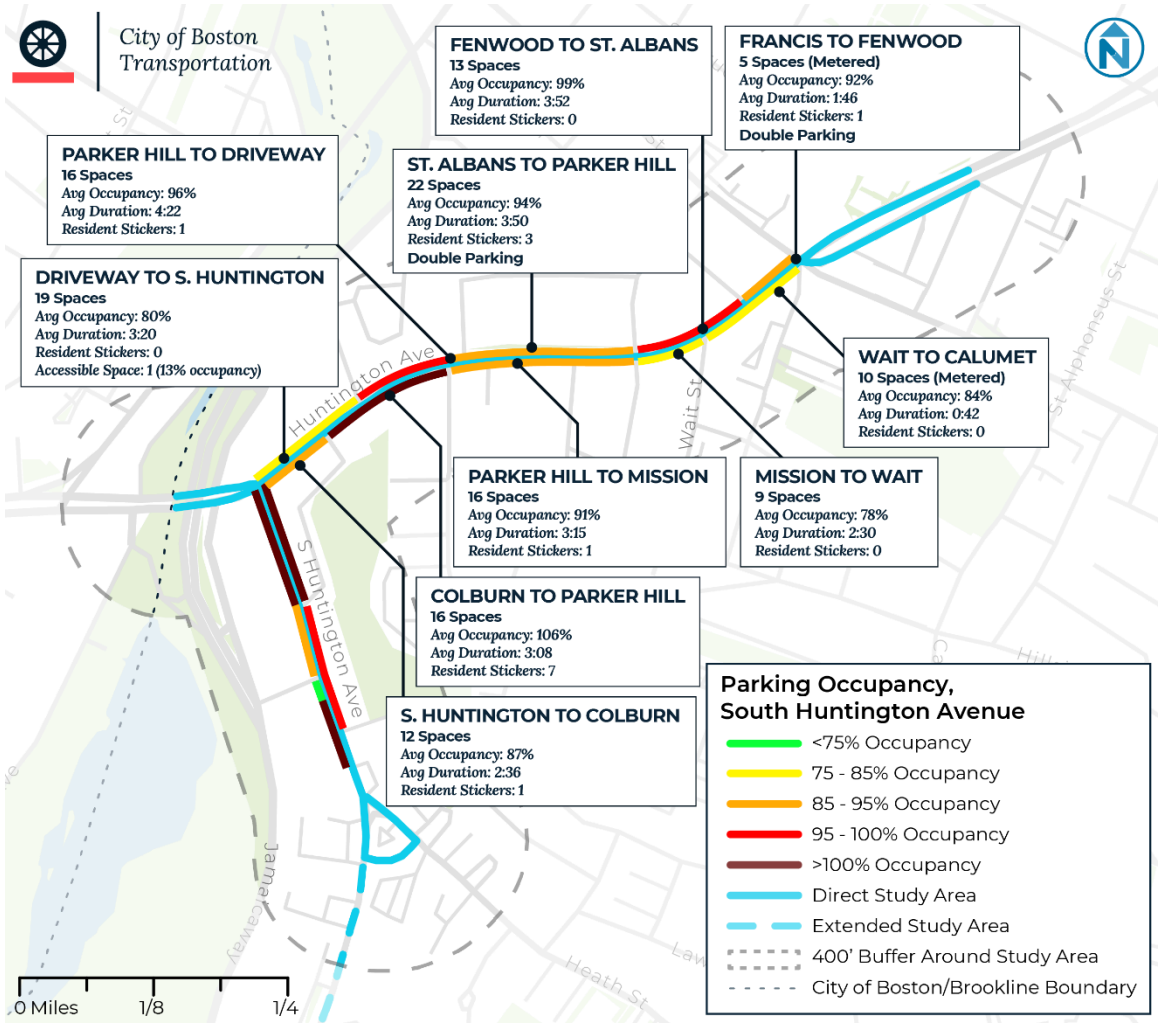 City of Boston
Transportation
FENWOOD TO ST. ALBANS
13 Spaces
Avg Occupancy: 99%
Avg Duration: 3:52
Resident Stickers: 0
FRANCIS TO FENWOOD
5 Spaces (Metered)
Avg Occupancy: 92%
Avg Duration: 1:46
Resident Stickers: 1
Double Parking
N
PARKER HILL TO DRIVEWAY
16 Spaces
Avg Occupancy: 96%
Avg Duration: 4:22
Resident Stickers: 1
ST. ALBANS TO PARKER HILL
22 Spaces
Avg Occupancy: 94%
Avg Duration: 3:50
Resident Stickers: 3
Double Parking
DRIVEWAY TO S. HUNTINGTON
19 Spaces
Avg Occupancy: 80%
Avg Duration: 3:20
Resident Stickers: 0
Accessible Space: 1 (13% occupancy)
WAIT TO CALUMET
10 Spaces (Metered)
Avg Occupancy: 84%
Avg Duration: 0:42
Resident Stickers: 0
St Alphonsus St
Huntington Ave
Wait St
PARKER HILL TO MISSION
16 Spaces
Avg Occupancy: 91%
Avg Duration: 3:15
Resident Stickers: 1
MISSION TO WAIT
9 Spaces
Avg Occupancy: 78%
Avg Duration: 2:30
Resident Stickers: 0
S Huntington Ave
COLBURN TO PARKER HILL
16 Spaces
Avg Occupancy: 106%
Avg Duration: 3:08
Resident Stickers: 7
S. HUNTINGTON TO COLBURN
12 Spaces
Avg Occupancy: 87%
Avg Duration: 2:36
Resident Stickers: 1
Parking Occupancy,
South Huntington Avenue
<75% Occupancy
75 - 85% Occupancy
85 - 95% Occupancy
95 - 100% Occupancy
>100% Occupancy
Direct Study Area
Extended Study Area
400' Buffer Around Study Area
City of Boston/Brookline Boundary
Jamaicaway
Heath St
0 Miles
1/8
1/4